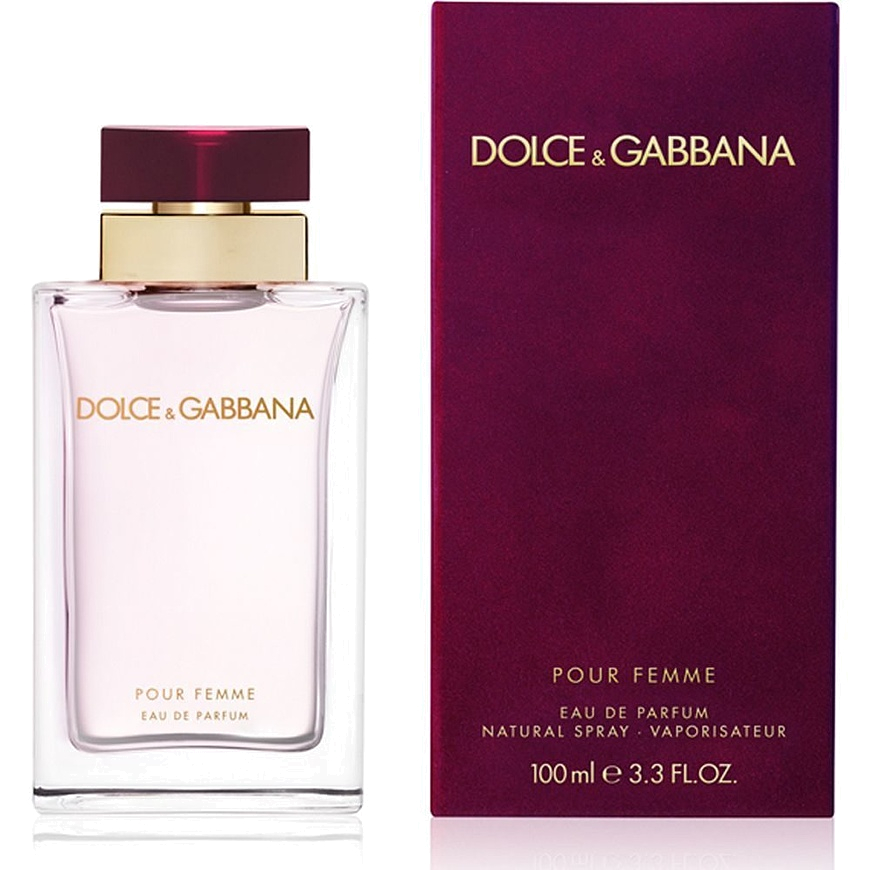 DOLCE & GABBANA
POUR FEMME
EAU DE PARFUM
DOLCE & GABBANA
POUR FEMME
EAU DE PARFUM
NATURAL SPRAY · VAPORISATEUR
100 ml ℮ 3.3 FL.OZ.